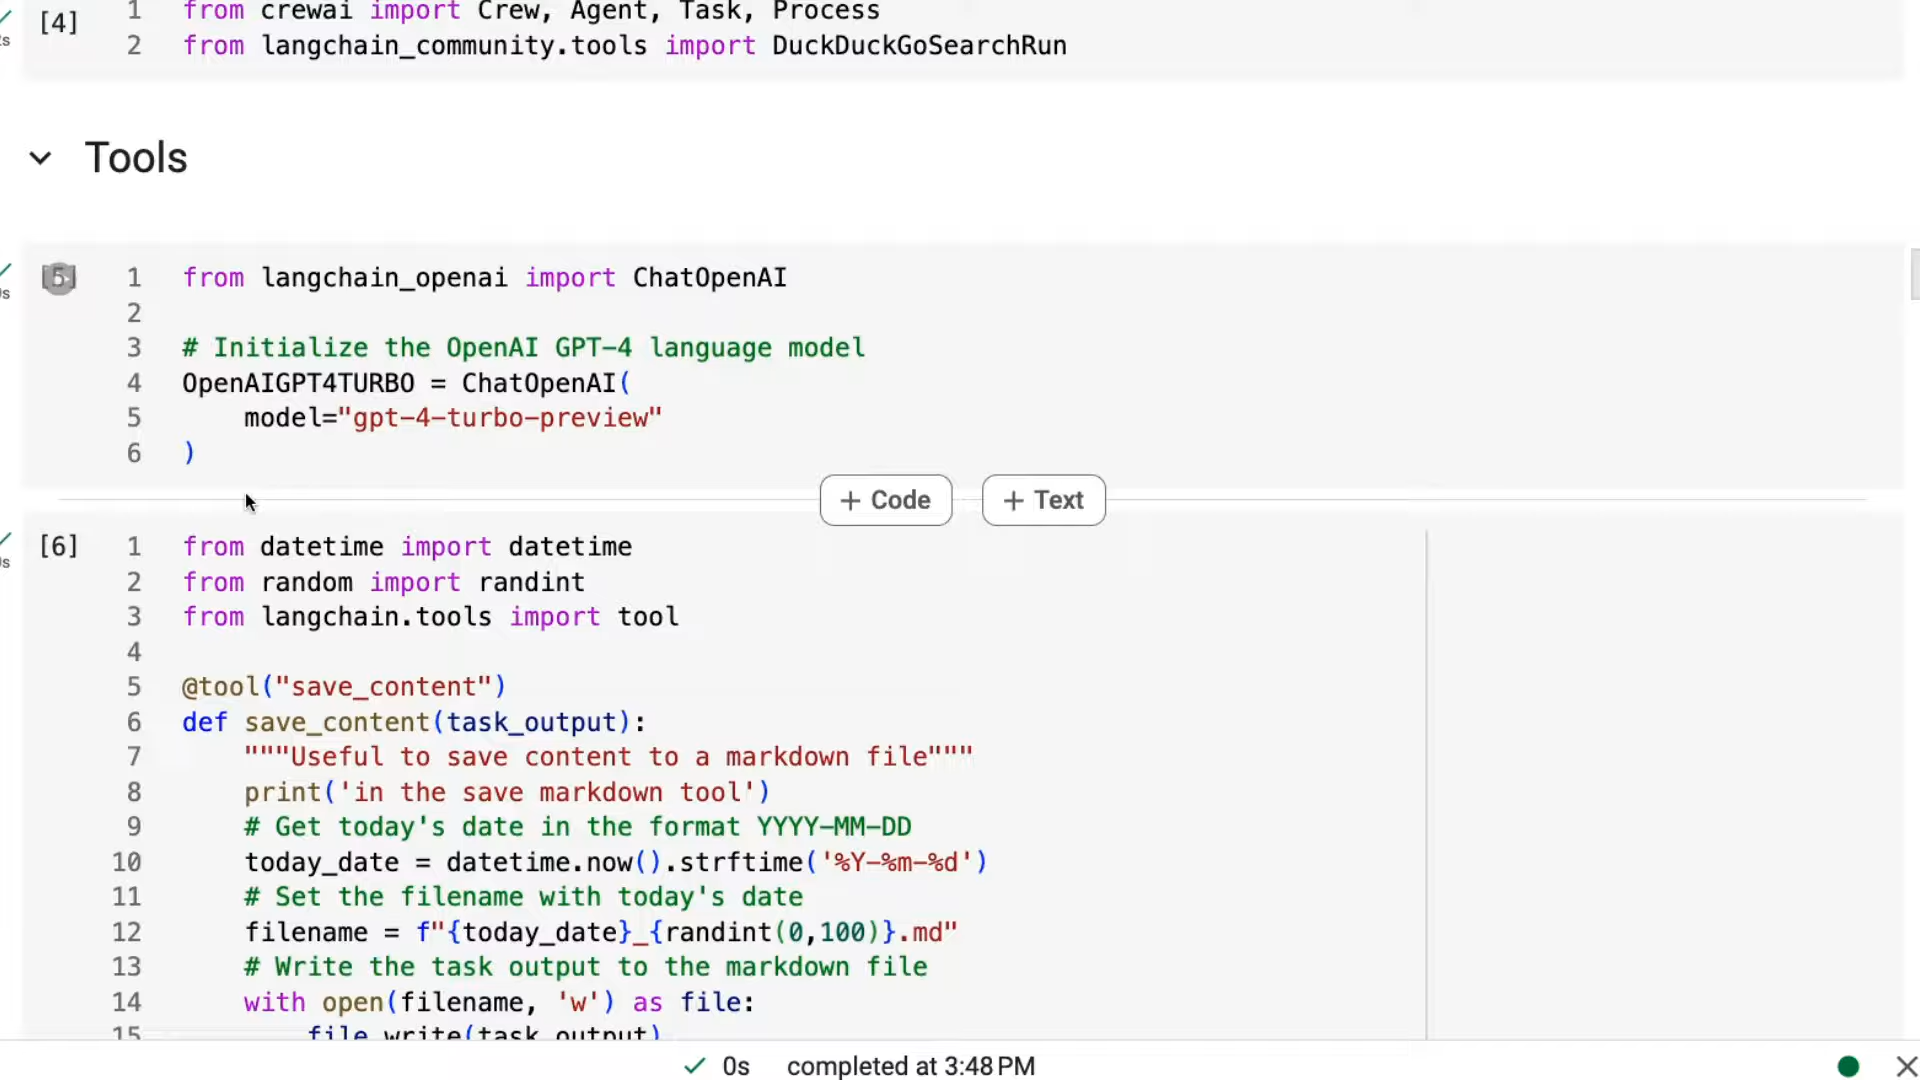 [4] 1 from crewai import Crew, Agent, Task, Process
2 from langchain_community.tools import DuckDuckGoSearchRun
Tools
[5] 1 from langchain_openai import ChatOpenAI
2
3 # Initialize the OpenAI GPT-4 language model
4 OpenAIGPT4TURBO = ChatOpenAI(
5     model="gpt-4-turbo-preview"
6 )
+ Code + Text
[6] 1 from datetime import datetime
2 from random import randint
3 from langchain.tools import tool
4
5 @tool("save_content")
6 def save_content(task_output):
7     """Useful to save content to a markdown file"""
8     print('in the save markdown tool')
9     # Get today's date in the format YYYY-MM-DD
10     today_date = datetime.now().strftime('%Y-%m-%d')
11     # Set the filename with today's date
12     filename = f"{today_date}_{randint(0,100)}.md"
13     # Write the task output to the markdown file
14     with open(filename, 'w') as file:
15         file.write(task_output)
0s completed at 3:48 PM